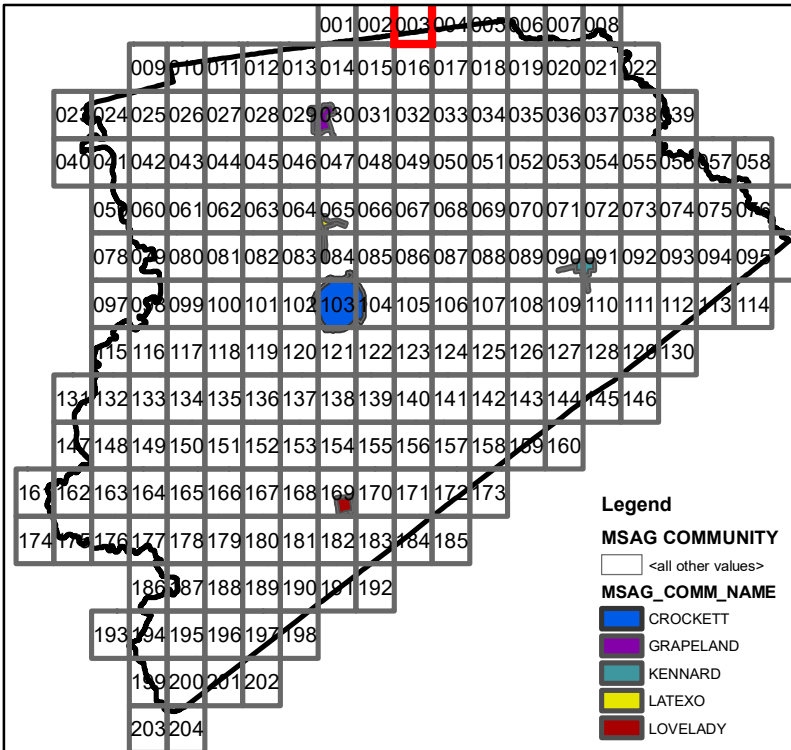 001 002 003 004 005 006 007 008
009 010 011 012 013 014 015 016 017 018 019 020 021 022
023 024 025 026 027 028 029 030 031 032 033 034 035 036 037 038 039
040 041 042 043 044 045 046 047 048 049 050 051 052 053 054 055 056 057 058
059 060 061 062 063 064 065 066 067 068 069 070 071 072 073 074 075 076
078 079 080 081 082 083 084 085 086 087 088 089 090 091 092 093 094 095
097 098 099 100 101 102 103 104 105 106 107 108 109 110 111 112 113 114
115 116 117 118 119 120 121 122 123 124 125 126 127 128 129 130
131 132 133 134 135 136 137 138 139 140 141 142 143 144 145 146
147 148 149 150 151 152 153 154 155 156 157 158 159 160
161 162 163 164 165 166 167 168 169 170 171 172 173
174 175 176 177 178 179 180 181 182 183 184 185
186 187 188 189 190 191 192
193 194 195 196 197 198
199 200 201 202
203 204
Legend
MSAG COMMUNITY
<all other values>
MSAG_COMM_NAME
CROCKETT
GRAPELAND
KENNARD
LATEXO
LOVELADY